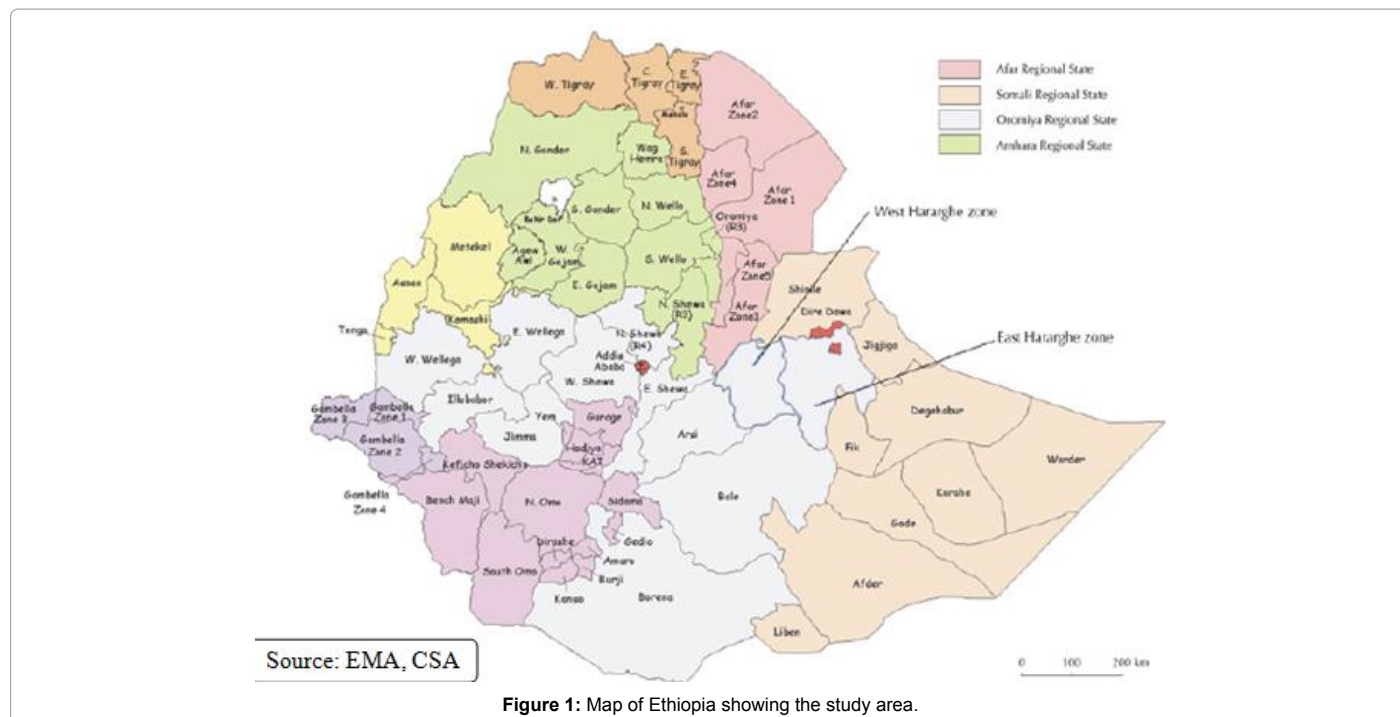 W. Tigray
C. Tigray
E. Tigray
Mekele
S. Tigray
Afar Zone2
Afar Regional State
Somali Regional State
Oromiya Regional State
Amhara Regional State
N. Gonder
Wag Hemra
Afar Zone4
Afar Zone 1
West Hararghe zone
S. Gonder
N. Wello
Oromiya (R3)
Bahr Dar
Metekel
Agew Awi
W. Gojam
S. Wello
Afar Zone5
E. Gojam
Shinile
N. Shewa (R3)
Afar Zone3
Dire Dawa
Kamashi
Tongo
E. Wellega
N. Shewa (R4)
Jigjiga
East Hararghe zone
W. Wellega
Addis Ababa
W. Shewa
E. Shewa
Illubabor
Degehabur
Gambella Zone 3
Gambella Zone 1
Yem
Gurage
Jimma
Arsi
Gambella Zone 2
Hadiya
KAT
Fik
Warder
Keficho Shekicho
Gambella Zone 4
Bench Maji
N. Omo
Sidama
Bale
Korahe
Gode
Dirashe
Gedio
Amaro
South Omo
Burji
Konso
Borena
Afder
Liben
Source: EMA, CSA
0 100 200 km
Figure 1: Map of Ethiopia showing the study area.